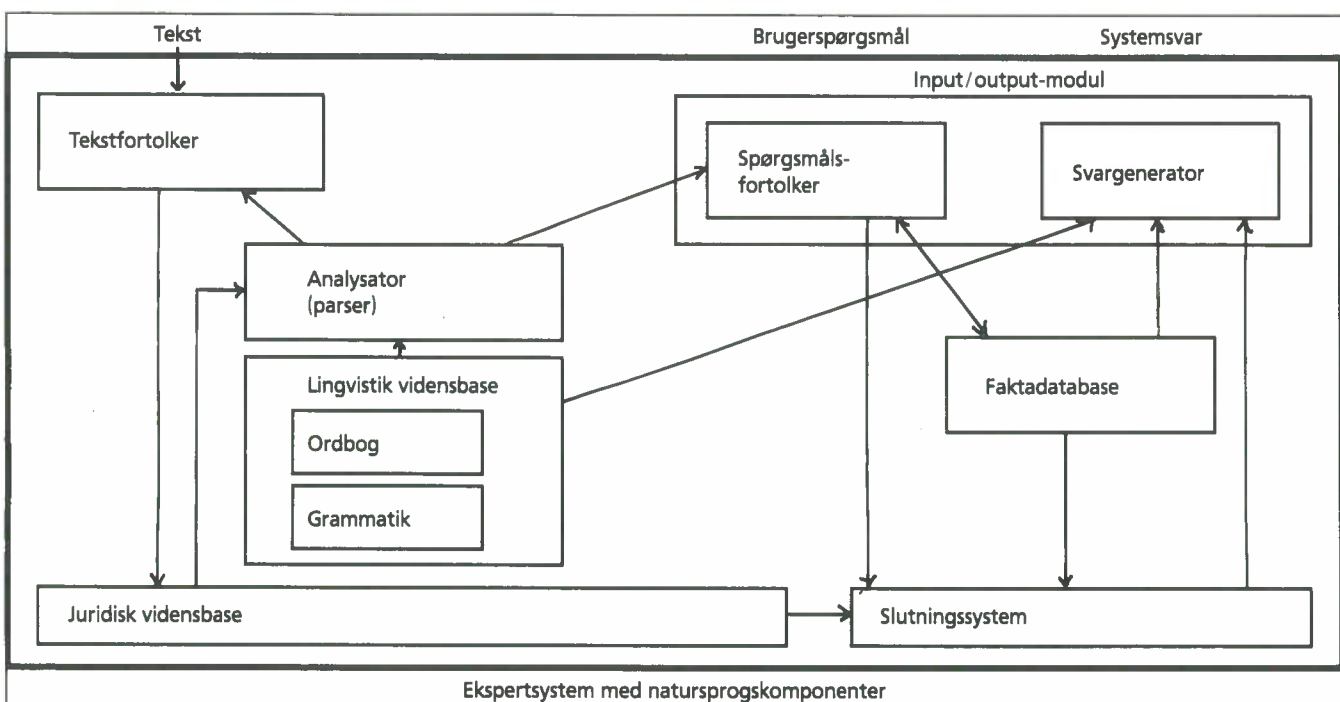 Tekst
Brugerspørgsmål
Systemsvar
Input/output-modul
Tekstfortolker
Spørgsmåls-
fortolker
Svargenerator
Analysator
(parser)
Lingvistik vidensbase
Ordbog
Grammatik
Faktadatabase
Juridisk vidensbase
Slutningssystem
Ekspertsystem med natursprogskomponenter